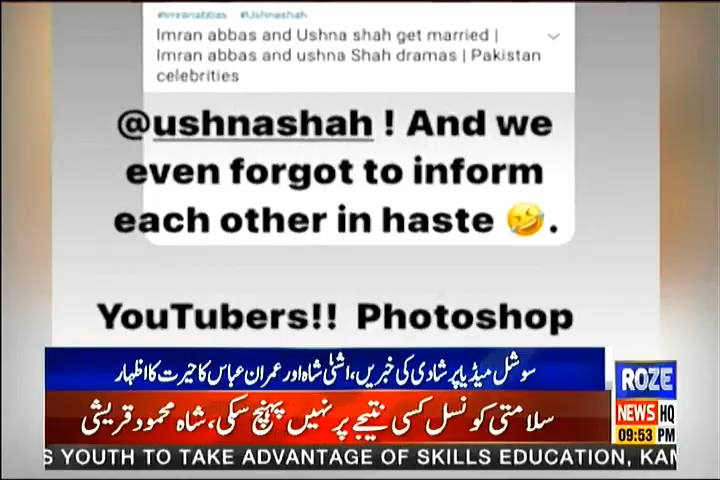 #imranabbas #Ushnashah
Imran abbas and Ushna shah get married |
Imran abbas and ushna Shah dramas | Pakistan
celebrities
@ushnashah ! And we
even forgot to inform
each other in haste 🤣.
YouTubers!! Photoshop
سوشل میڈیا پر شادی کی خبریں، اشنیٰ شاہ اور عمران عباس کا حیرت کا اظہار
سلامتی کونسل کسی نتیجے پر نہیں پہنچ سکی، شاہ محمود قریشی
ROZE
NEWS HQ
09:53 PM
S YOUTH TO TAKE ADVANTAGE OF SKILLS EDUCATION, KAM